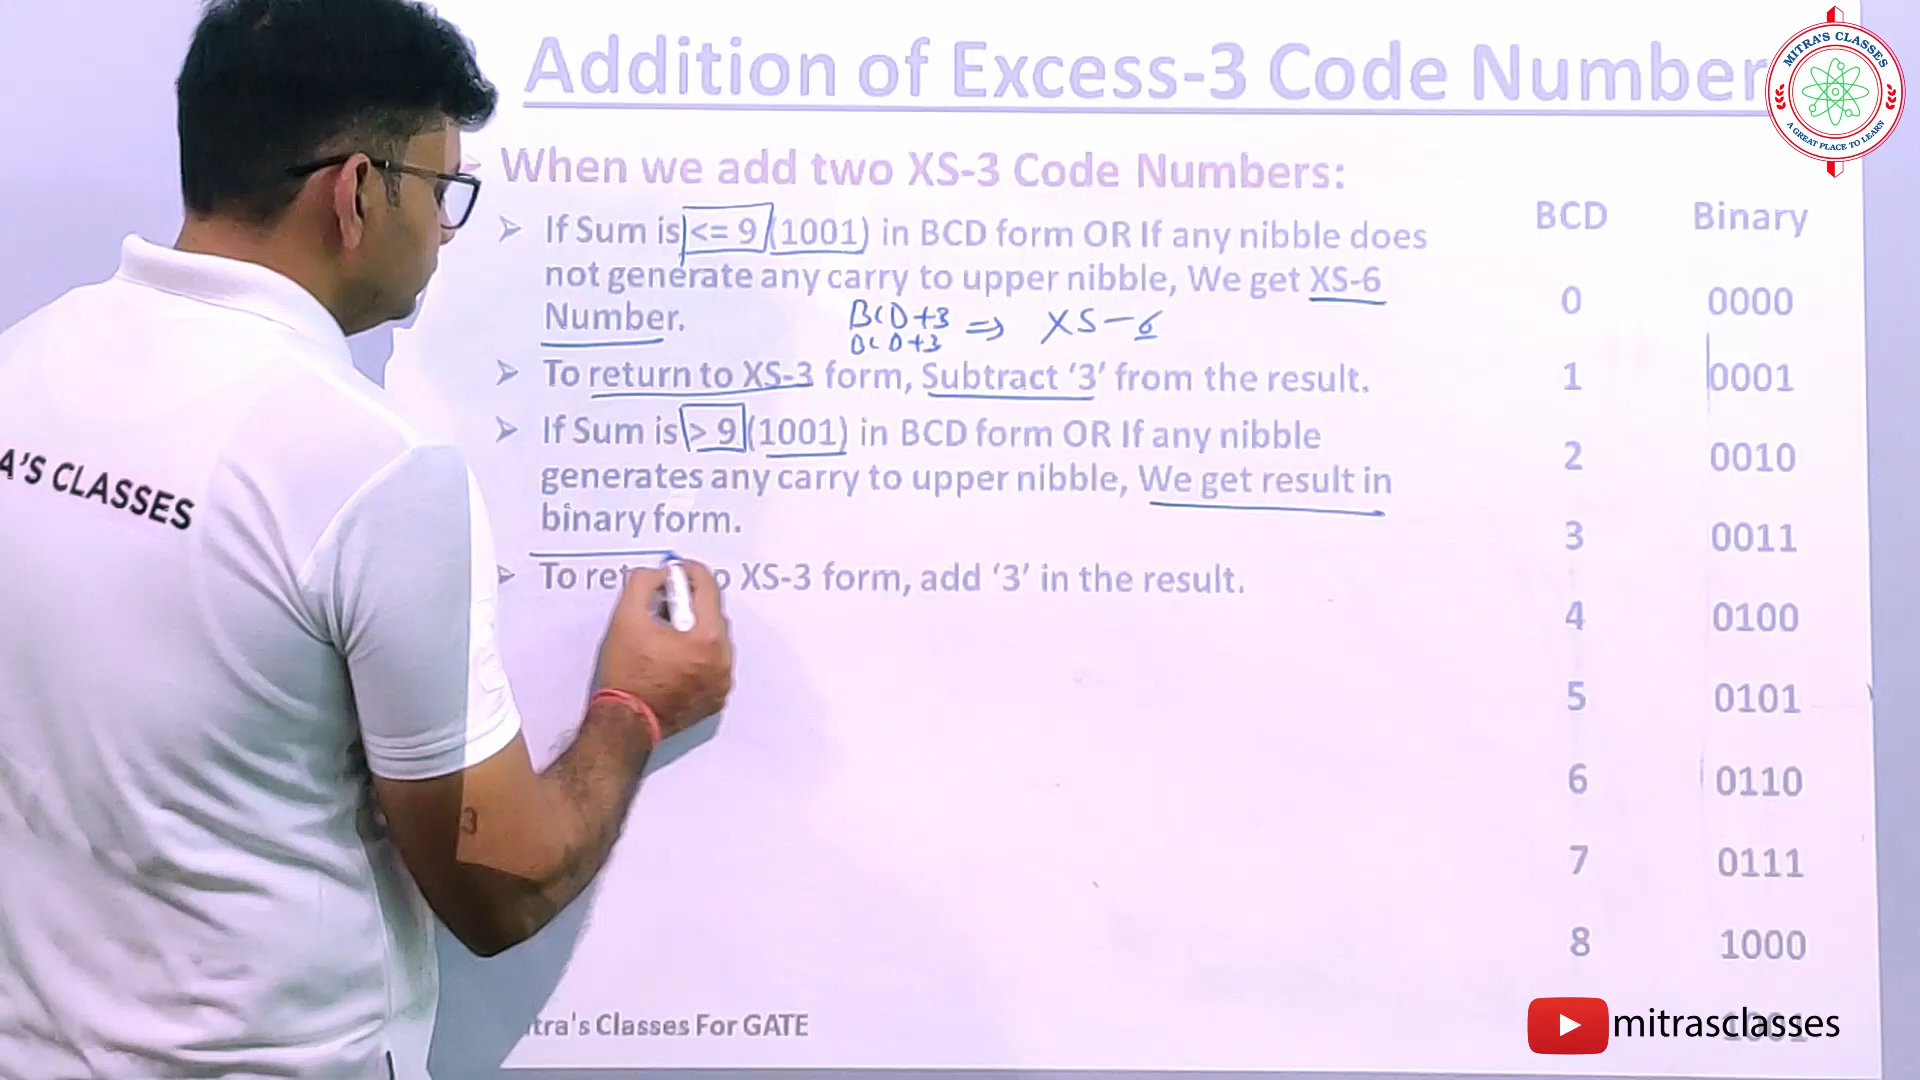 Addition of Excess-3 Code Number
MITRA'S CLASSES
A GREAT PLACE TO LEARN
When we add two XS-3 Code Numbers:
➤ If Sum is <= 9 (1001) in BCD form OR If any nibble does
not generate any carry to upper nibble, We get XS-6
Number.
BCD+3 ⇒ XS-6
BCD+3
➤ To return to XS-3 form, Subtract ‘3’ from the result.
➤ If Sum is > 9 (1001) in BCD form OR If any nibble
generates any carry to upper nibble, We get result in
binary form.
➤ To ret o XS-3 form, add ‘3’ in the result.
BCD Binary
0 0000
1 0001
2 0010
3 0011
4 0100
5 0101
6 0110
7 0111
8 1000
1001
A'S CLASSES
3
tra's Classes For GATE
mitrasclasses